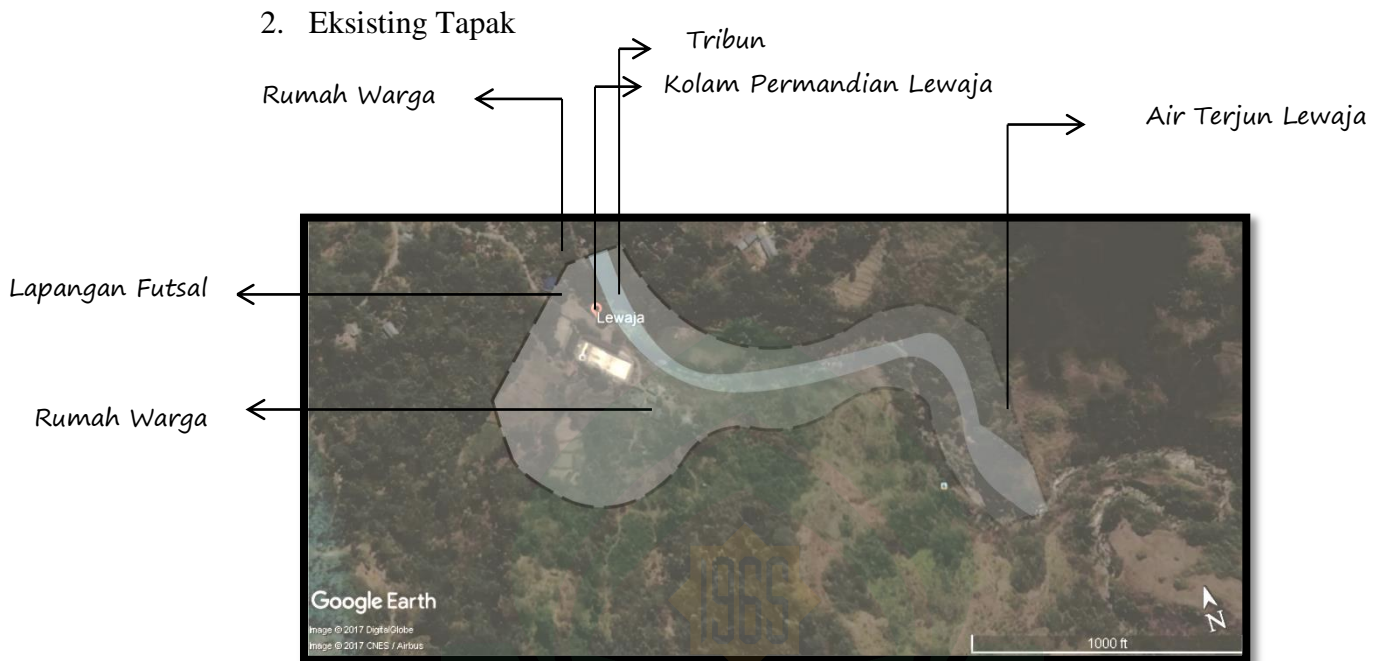 2. Eksisting Tapak
Tribun
Kolam Permandian Lewaja
Rumah Warga
Air Terjun Lewaja
Lapangan Futsal
Lewaja
Rumah Warga
1965
Google Earth
Image © 2017 DigitalGlobe
Image © 2017 CNES / Airbus
N
1000 ft